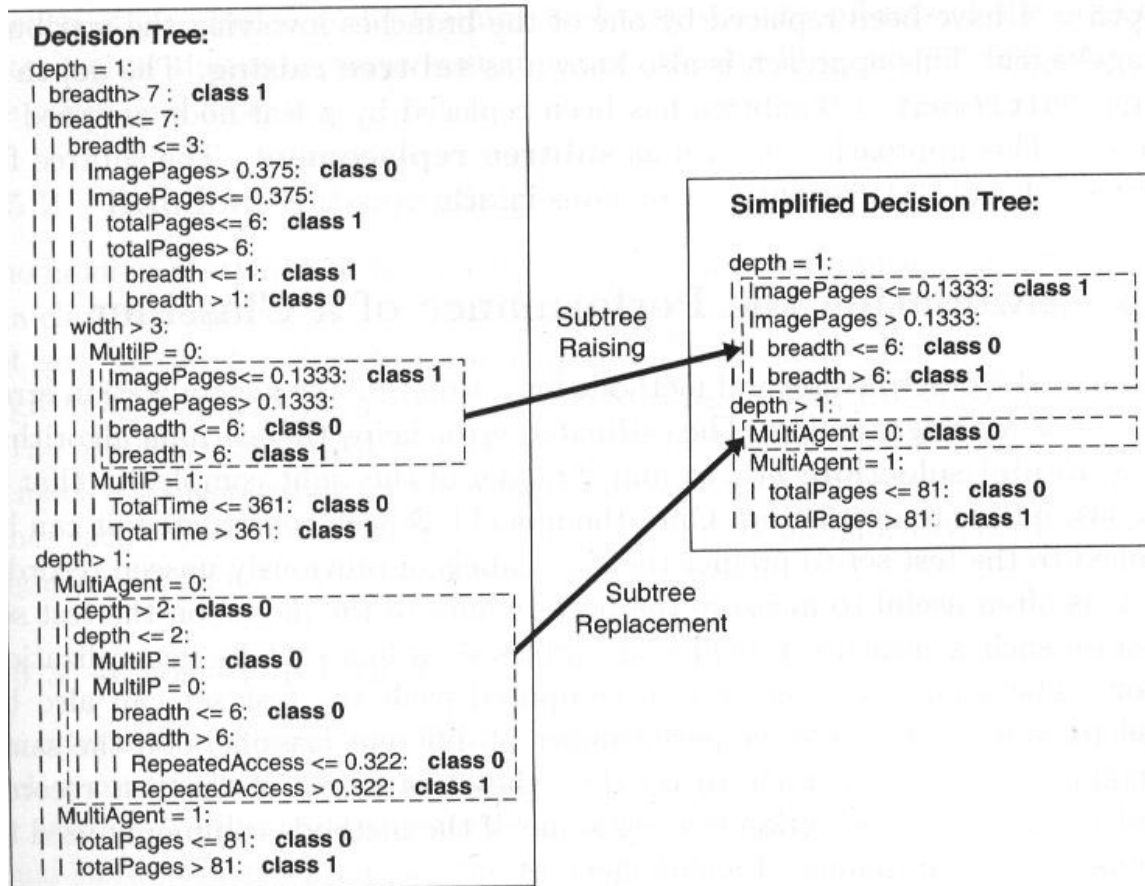 Decision Tree:
depth = 1:
| breadth> 7 : class 1
| breadth<= 7:
| | breadth <= 3:
| | | ImagePages> 0.375: class 0
| | | ImagePages<= 0.375:
| | | | totalPages<= 6: class 1
| | | | totalPages> 6:
| | | | | breadth <= 1: class 1
| | | | | breadth > 1: class 0
| | width > 3:
| | | MultiIP = 0:
| | | | ImagePages<= 0.1333: class 1
| | | | ImagePages> 0.1333:
| | | | breadth <= 6: class 0
| | | | breadth > 6: class 1
| | | MultiIP = 1:
| | | | TotalTime <= 361: class 0
| | | | TotalTime > 361: class 1
depth> 1:
| MultiAgent = 0:
| | depth > 2: class 0
| | depth <= 2:
| | | MultiIP = 1: class 0
| | | MultiIP = 0:
| | | | breadth <= 6: class 0
| | | | breadth > 6:
| | | | | RepeatedAccess <= 0.322: class 0
| | | | | RepeatedAccess > 0.322: class 1
| MultiAgent = 1:
| | totalPages <= 81: class 0
| | totalPages > 81: class 1
Subtree
Raising
Subtree
Replacement
Simplified Decision Tree:
depth = 1:
| ImagePages <= 0.1333: class 1
| ImagePages > 0.1333:
| | breadth <= 6: class 0
| | breadth > 6: class 1
depth > 1:
| MultiAgent = 0: class 0
| MultiAgent = 1:
| | totalPages <= 81: class 0
| | totalPages > 81: class 1